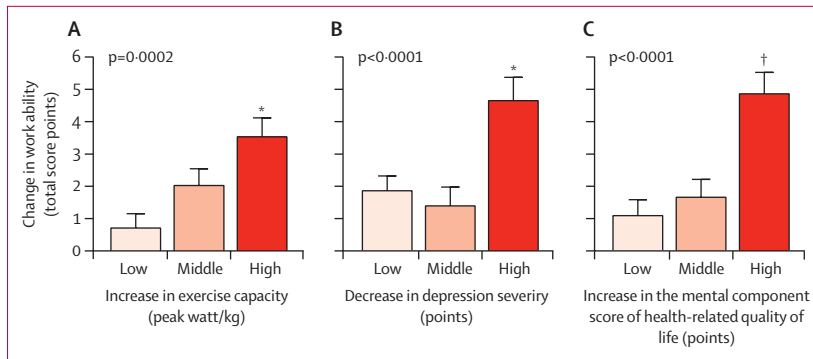 A
B
C
Change in work ability
(total score points)
6
5
4
3
2
1
0
p=0·0002
*
Low
Middle
High
Increase in exercise capacity
(peak watt/kg)
p<0·0001
*
Low
Middle
High
Decrease in depression severiry
(points)
p<0·0001
†
Low
Middle
High
Increase in the mental component
score of health-related quality of
life (points)